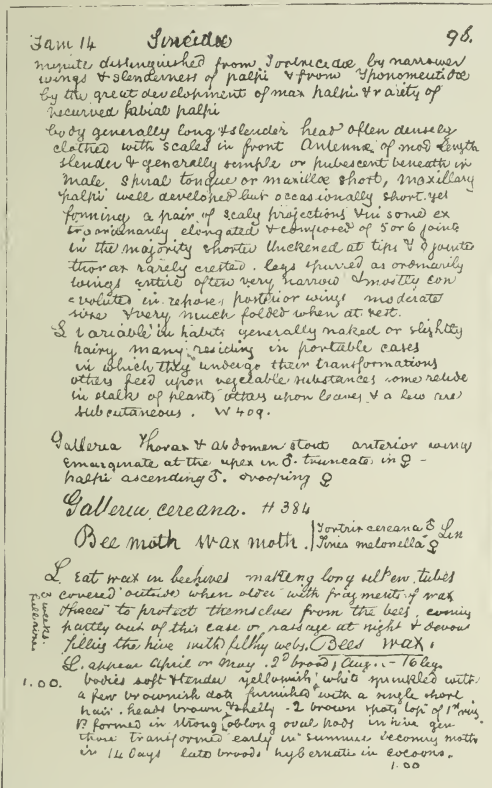 Fam 14 Tineidæ 98.
minute distinguished from Tortricidæ by narrower
wings & slenderness of palpi & from Yponomeutidæ
by the great development of max palpi & rarity of
recurved labial palpi
body generally long & slender head often densely
clothed with scales in front Antennæ of mod length
slender & generally simple or pubescent beneath in
male, spiral tongue or maxillæ short, maxillary
palpi well developed but occasionally short. yet
forming a pair of scaly projections & in some ex
traordinarily elongated & composed of 5 or 6 joints
in the majority shorter thickened at tips & jointed
thorax rarely crested. legs spurred as ordinarily
wings entire often very narrow & mostly con
voluted in repose, posterior wings moderate
size & very much folded when at rest.
L variable in habits generally naked or slightly
hairy many residing in portable cases
in which they undergo their transformations
others feed upon vegetable substances some reside
in stalk of plants others upon leaves & a few are
subcutaneous. W 409.
Galleria Thorax & abdomen stout anterior wings
emarginate at the apex in ♂. truncate in ♀ -
palpi ascending ♂. drooping ♀
Galleria cereana. # 384
Bee moth wax moth. Tortrix cereana ♂ Lin
Tinea melonella ♀
L. Eat wax in beehives making long silken tubes
covered outside when older with fragments of wax
& faeces to protect themselves from the bees, coming
partly out of this case or passage at night & devour
filling the hive with filthy webs. Bees wax.
3 weeks.
full size
L. appear April or May. 2d brood, Aug. - 16 legs
1.00. bodies soft & tender yellowish white sprinkled with
a few brownish dots furnished with a single short
hair. heads brown & shelly - 2 brown spots top of 1st ring
P formed in strong oblong oval pods in hive gen
those transformed early in summer becoming moths
in 14 days late broods hybernate in cocoons.
1.00